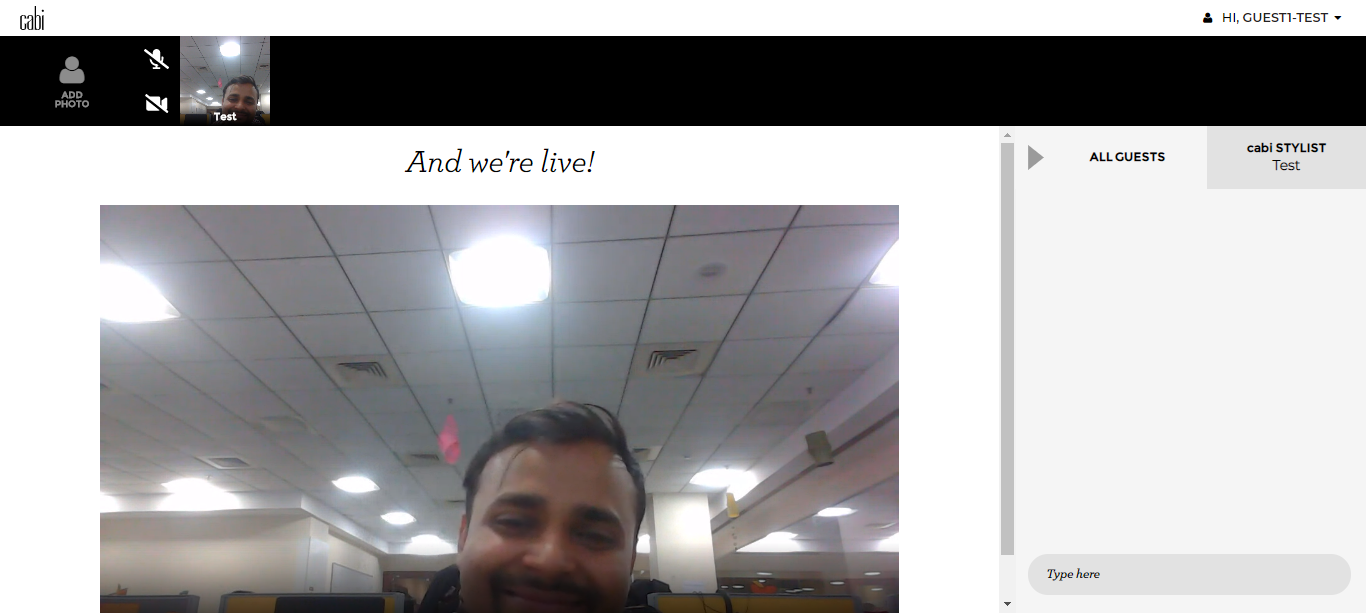 cabi
HI, GUEST1-TEST
ADD
PHOTO
Test
And we're live!
ALL GUESTS
cabi STYLIST
Test
Type here